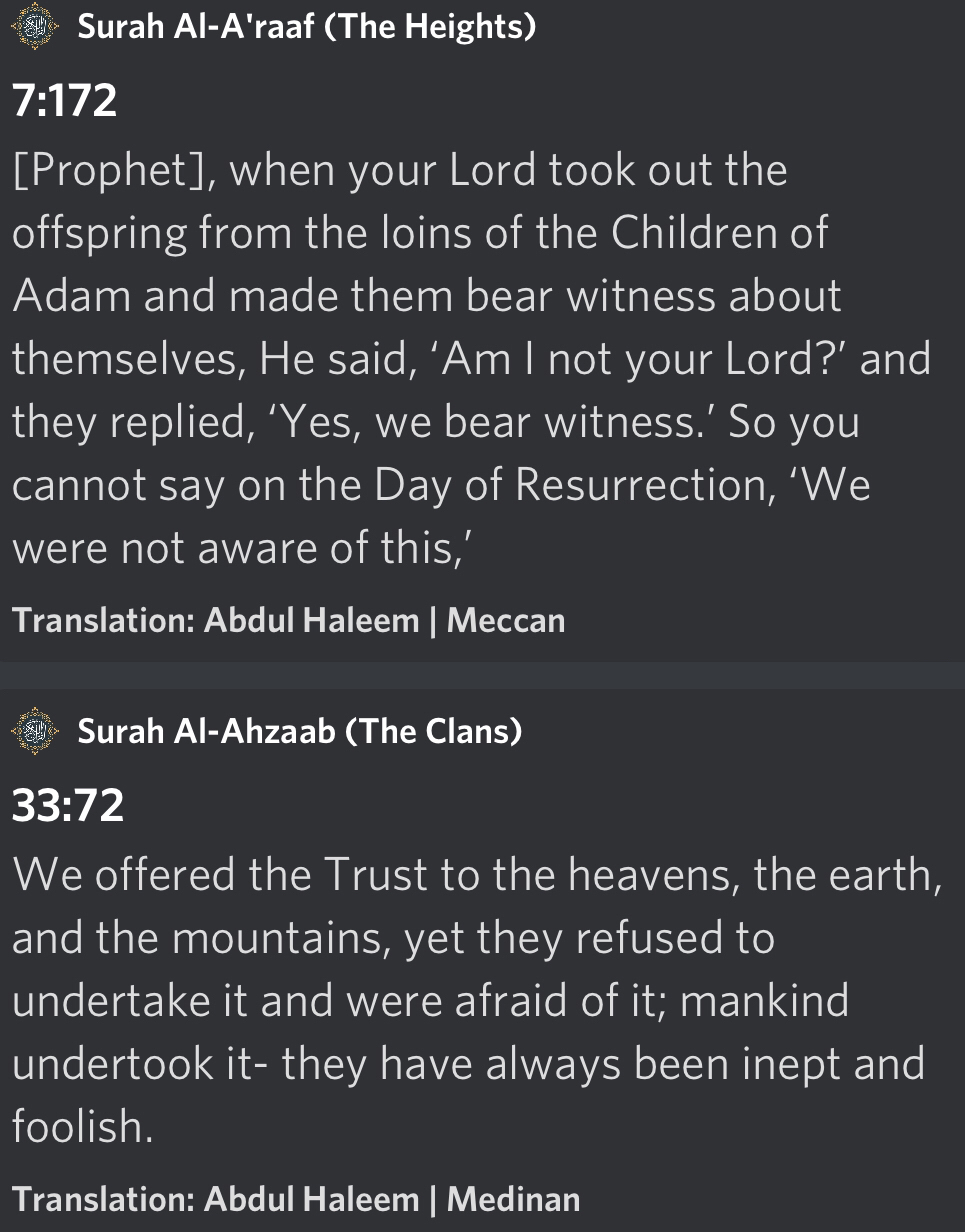 Surah Al-A'raaf (The Heights)
7:172
[Prophet], when your Lord took out the
offspring from the loins of the Children of
Adam and made them bear witness about
themselves, He said, ‘Am I not your Lord?’ and
they replied, ‘Yes, we bear witness.’ So you
cannot say on the Day of Resurrection, ‘We
were not aware of this,’
Translation: Abdul Haleem | Meccan
Surah Al-Ahzaab (The Clans)
33:72
We offered the Trust to the heavens, the earth,
and the mountains, yet they refused to
undertake it and were afraid of it; mankind
undertook it- they have always been inept and
foolish.
Translation: Abdul Haleem | Medinan